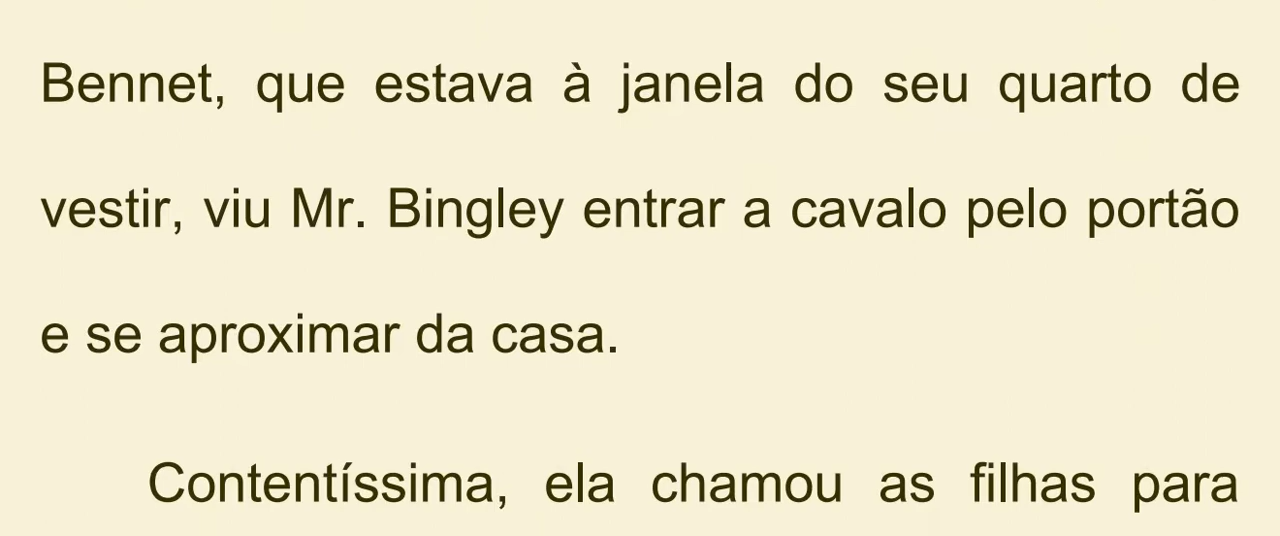 Bennet, que estava à janela do seu quarto de
vestir, viu Mr. Bingley entrar a cavalo pelo portão
e se aproximar da casa.
Contentíssima, ela chamou as filhas para